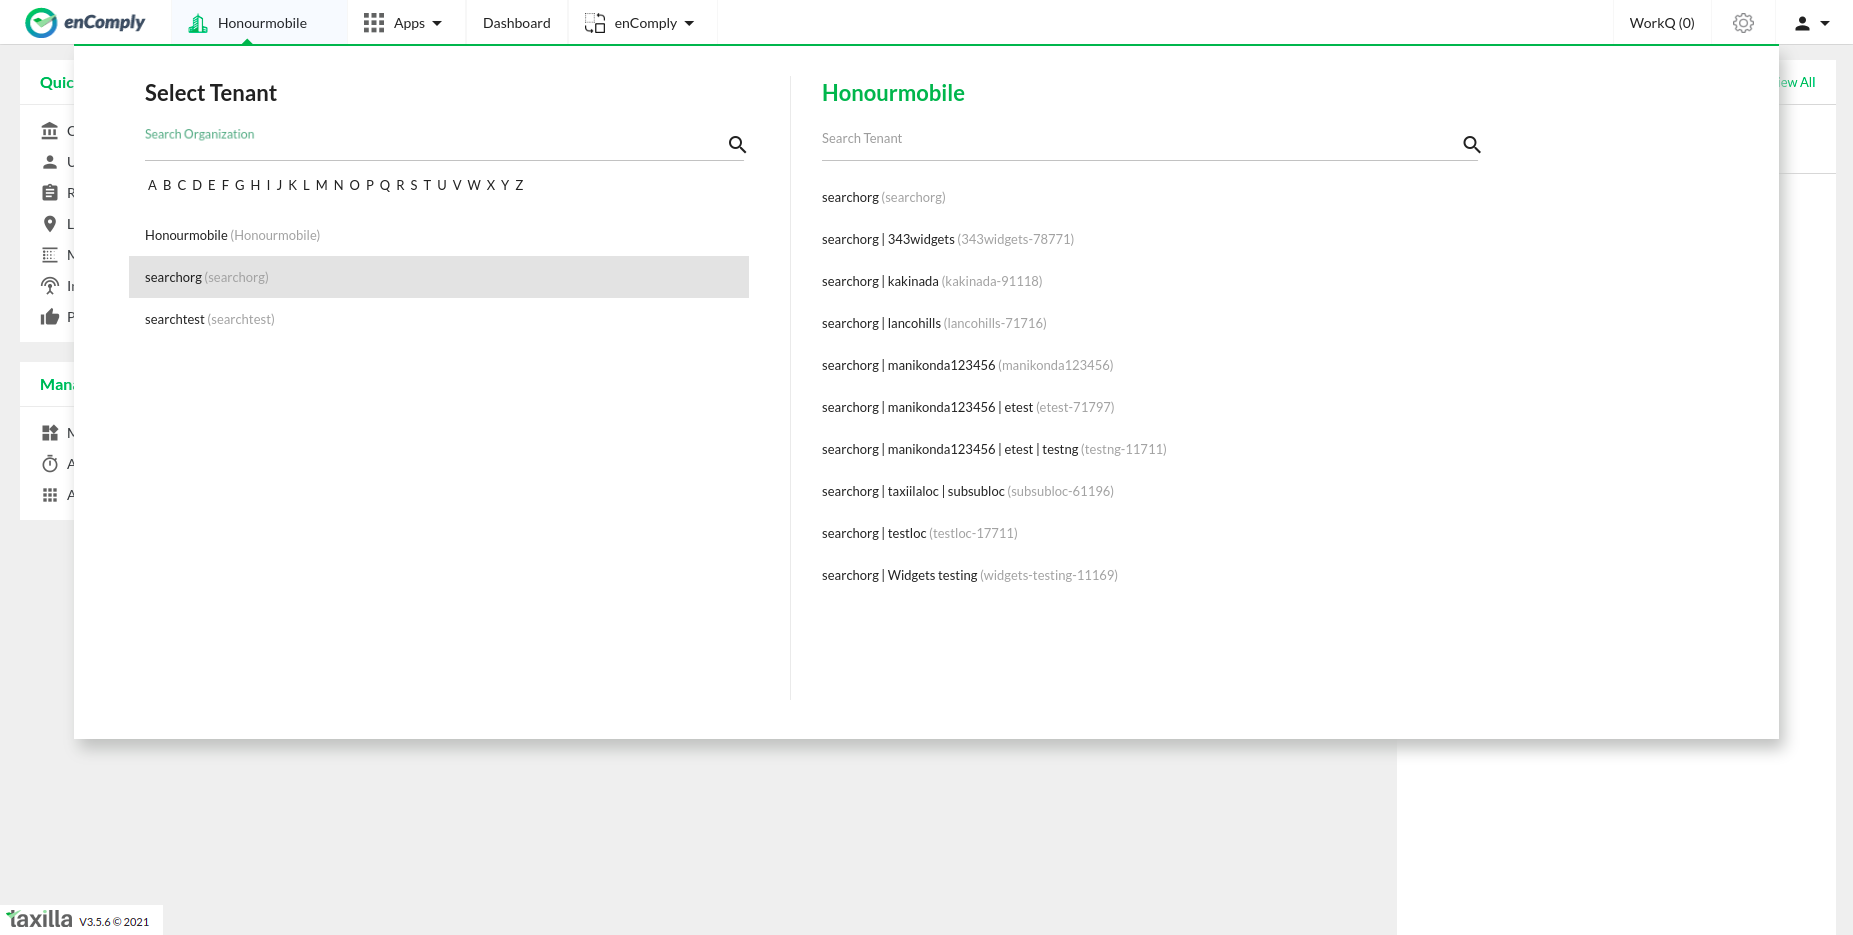 enComply
Honourmobile
Apps
Dashboard
enComply
WorkQ (0)
Quic
Mana
View All
Select Tenant
Search Organization
A B C D E F G H I J K L M N O P Q R S T U V W X Y Z
Honourmobile (Honourmobile)
searchorg (searchorg)
searchtest (searchtest)
Honourmobile
Search Tenant
searchorg (searchorg)
searchorg | 343widgets (343widgets-78771)
searchorg | kakinada (kakinada-91118)
searchorg | lancohills (lancohills-71716)
searchorg | manikonda123456 (manikonda123456)
searchorg | manikonda123456 | etest (etest-71797)
searchorg | manikonda123456 | etest | testng (testng-11711)
searchorg | taxiilaloc | subsubloc (subsubloc-61196)
searchorg | testloc (testloc-17711)
searchorg | Widgets testing (widgets-testing-11169)
taxilla V3.5.6 © 2021